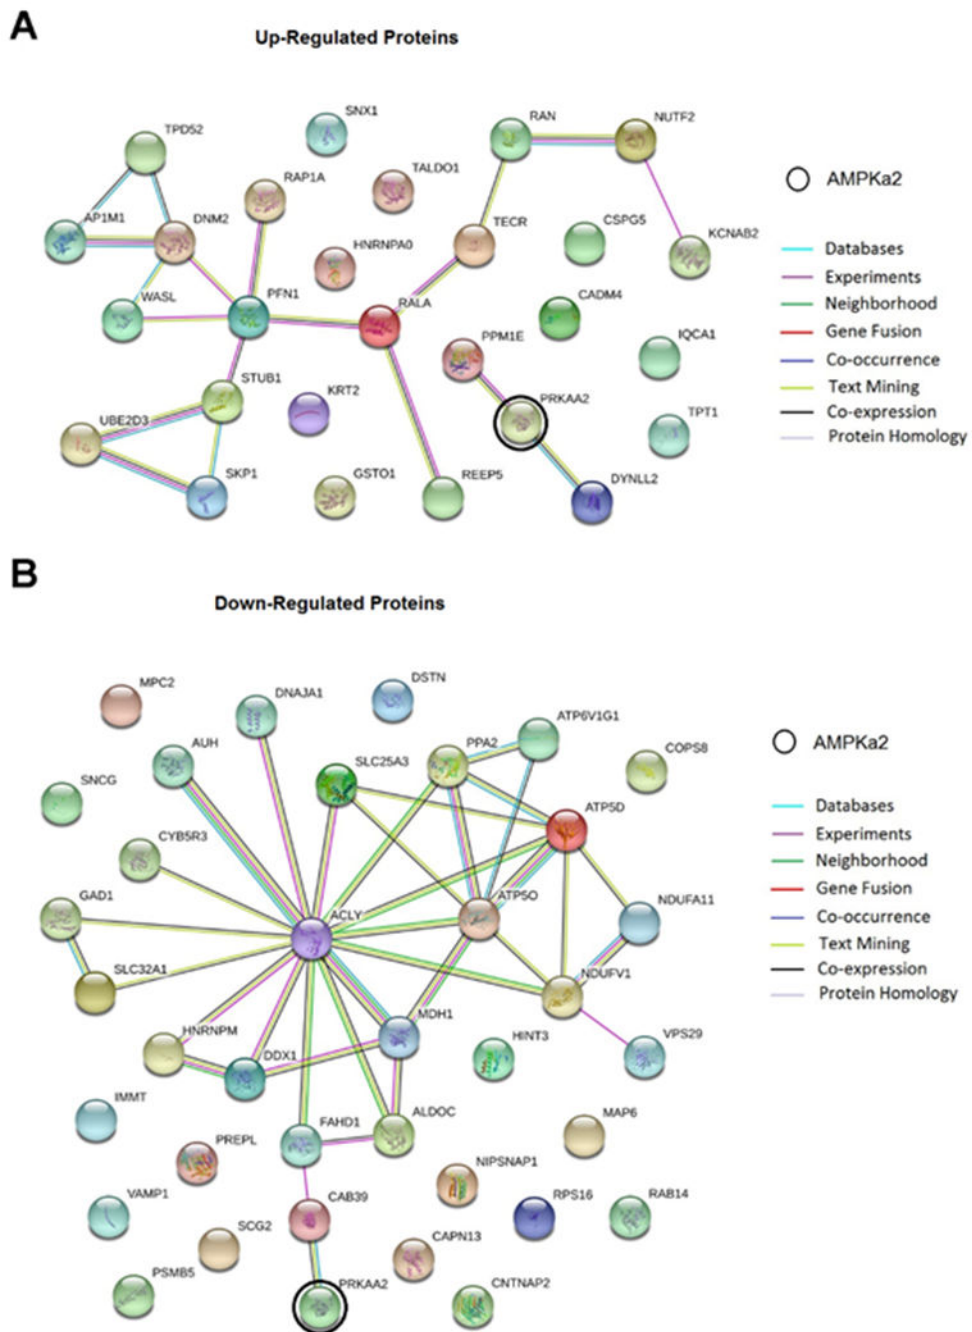 A
Up-Regulated Proteins
SNX1
RAN
NUTF2
TPD52
RAP1A
TALDO1
AMPKa2
AP1M1
DNM2
TECR
CSPG5
KCNAB2
HNRNPA0
Databases
Experiments
WASL
PFN1
RALA
CADM4
Neighborhood
PPM1E
IQCA1
Gene Fusion
Co-occurrence
STUB1
KRT2
PRKAA2
Text Mining
UBE2D3
TPT1
Co-expression
Protein Homology
SKP1
GSTO1
REEP5
DYNLL2
B
Down-Regulated Proteins
MPC2
DNAJA1
DSTN
ATP6V1G1
AUH
SLC25A3
PPA2
COPS8
AMPKa2
SNCG
ATP5D
Databases
CYB5R3
Experiments
Neighborhood
GAD1
ACLY
ATP5O
NDUFA11
Gene Fusion
Co-occurrence
SLC32A1
NDUFV1
Text Mining
Co-expression
Protein Homology
HNRNPM
DDX1
MDH1
HINT3
VPS29
IMMT
FAHD1
ALDOC
MAP6
PREPL
NIPSNAP1
VAMP1
CAB39
RPS16
RAB14
SCG2
CAPN13
PSMB5
PRKAA2
CNTNAP2